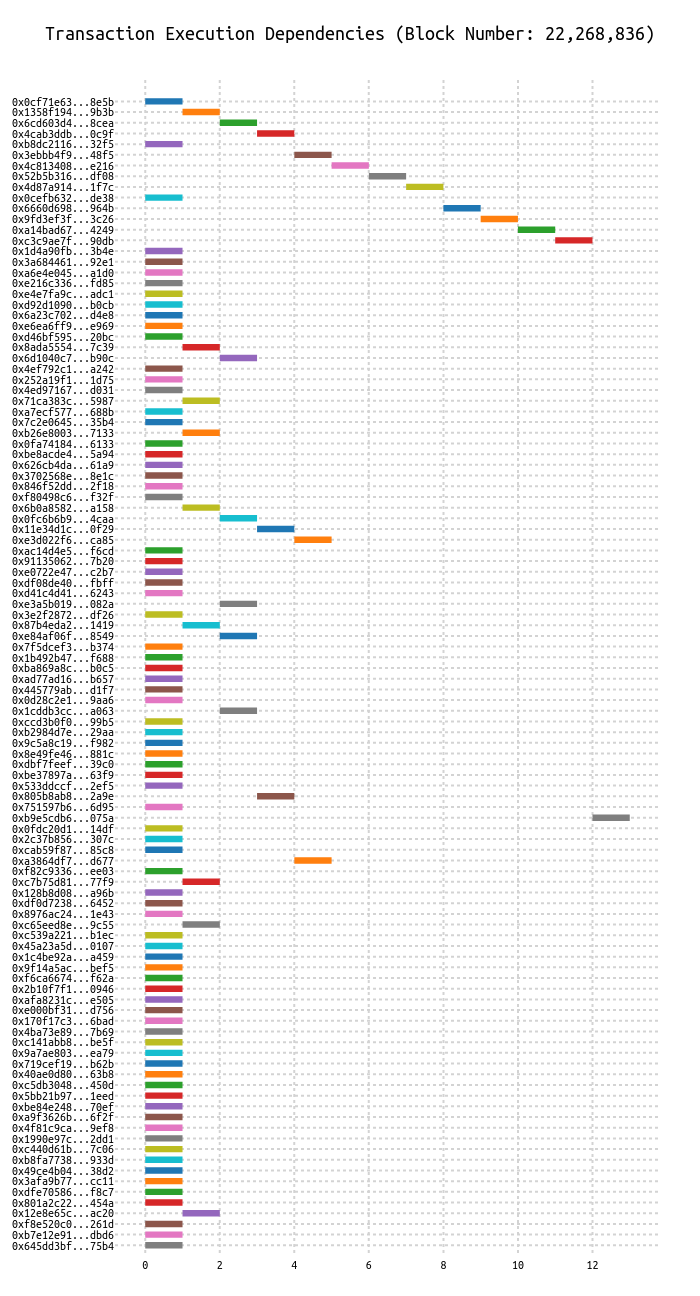 Transaction Execution Dependencies (Block Number: 22,268,836)
0x0cf71e63...8e5b
0x1358f194...9b3b
0x6cd603d4...8cea
0x4cab3ddb...0c9f
0xb8dc2116...32f5
0x3ebbb4f9...48f5
0x4c813408...e216
0x52b5b316...df08
0x4d87a914...1f7c
0x0cefb632...de38
0x6660d698...964b
0x9fd3ef3f...3c26
0xa14bad67...4249
0xc3c9ae7f...90db
0x1d4a90fb...3b4e
0x3a684461...92e1
0xa6e4e045...a1d0
0xe216c336...fd85
0xe4e7fa9c...adc1
0xd92d1090...b0cb
0x6a23c702...d4e8
0xe6ea6ff9...e969
0xd46bf595...20bc
0x8ada5554...7c39
0x6d1040c7...b90c
0x4ef792c1...a242
0x252a19f1...1d75
0x4ed97167...d031
0x71ca383c...5987
0xa7ecf577...688b
0x7c2e0645...35b4
0xb26e8003...7133
0x0fa74184...6133
0xbe8acde4...5a94
0x626cb4da...61a9
0x3702568e...8e1c
0x846f52dd...2f18
0xf80498c6...f32f
0x6b0a8582...a158
0x0fc6b6b9...4caa
0x11e34d1c...0f29
0xe3d022f6...ca85
0xac14d4e5...f6cd
0x91135062...7b20
0xe0722e47...c2b7
0xdf08de40...fbff
0xd41c4d41...6243
0xe3a5b019...082a
0x3e2f2872...df26
0x87b4eda2...1419
0xe84af06f...8549
0x7f5dcef3...b374
0x1b492b47...f688
0xba869a8c...b0c5
0xad77ad16...b657
0x445779ab...d1f7
0x0d28c2e1...9aa6
0x1cddb3cc...a063
0xccd3b0f0...99b5
0xb2984d7e...29aa
0x9c5a8c19...f982
0x8e49fe46...881c
0xdbf7feef...39c0
0xbe37897a...63f9
0x533ddccf...2ef5
0x805b8ab8...2a9e
0x751597b6...6d95
0xb9e5cdb6...075a
0x0fdc20d1...14df
0x2c37b856...307c
0xcab59f87...85c8
0xa3864df7...d677
0xf82c9336...ee03
0xc7b75d81...77f9
0x128b8d08...a96b
0xdf0d7238...6452
0x8976ac24...1e43
0xc65eed8e...9c55
0xc539a221...b1ec
0x45a23a5d...0107
0x1c4be92a...a459
0x9f14a5ac...bef5
0xf6ca6674...f62a
0x2b10f7f1...0946
0xafa8231c...e505
0xe000bf31...d756
0x170f17c3...6bad
0x4ba73e89...7b69
0xc141abb8...be5f
0x9a7ae803...ea79
0x719cef19...b62b
0x40ae0d80...63b8
0xc5db3048...450d
0x5bb21b97...1eed
0xbe84e248...70ef
0xa9f3626b...6f2f
0x4f81c9ca...9ef8
0x1990e97c...2dd1
0xc440d61b...7c06
0xb8fa7738...933d
0x49ce4b04...38d2
0x3afa9b77...cc11
0xdfe70586...f8c7
0x801a2c22...454a
0x12e8e65c...ac20
0xf8e520c0...261d
0xb7e12e91...dbd6
0x645dd3bf...75b4
0 2 4 6 8 10 12